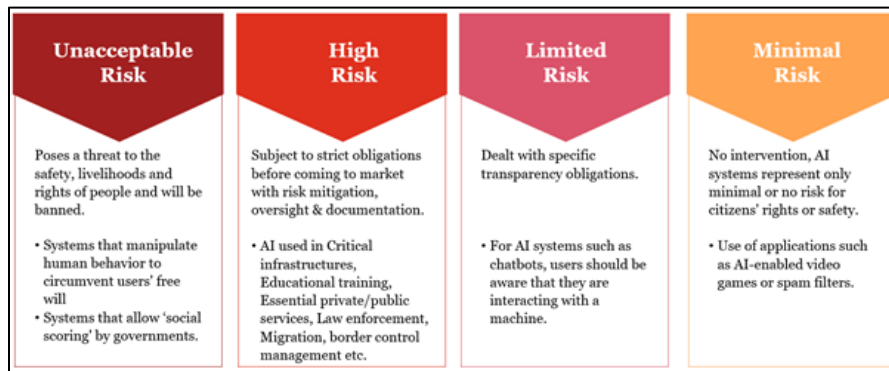 Unacceptable
Risk
Poses a threat to the
safety, livelihoods and
rights of people and will be
banned.
• Systems that manipulate
human behavior to
circumvent users' free
will
• Systems that allow 'social
scoring' by governments.
High
Risk
Subject to strict obligations
before coming to market
with risk mitigation,
oversight & documentation.
• AI used in Critical
infrastructures,
Educational training,
Essential private/public
services, Law enforcement,
Migration, border control
management etc.
Limited
Risk
Dealt with specific
transparency obligations.
• For AI systems such as
chatbots, users should be
aware that they are
interacting with a
machine.
Minimal
Risk
No intervention, AI
systems represent only
minimal or no risk for
citizens' rights or safety.
• Use of applications such
as AI-enabled video
games or spam filters.